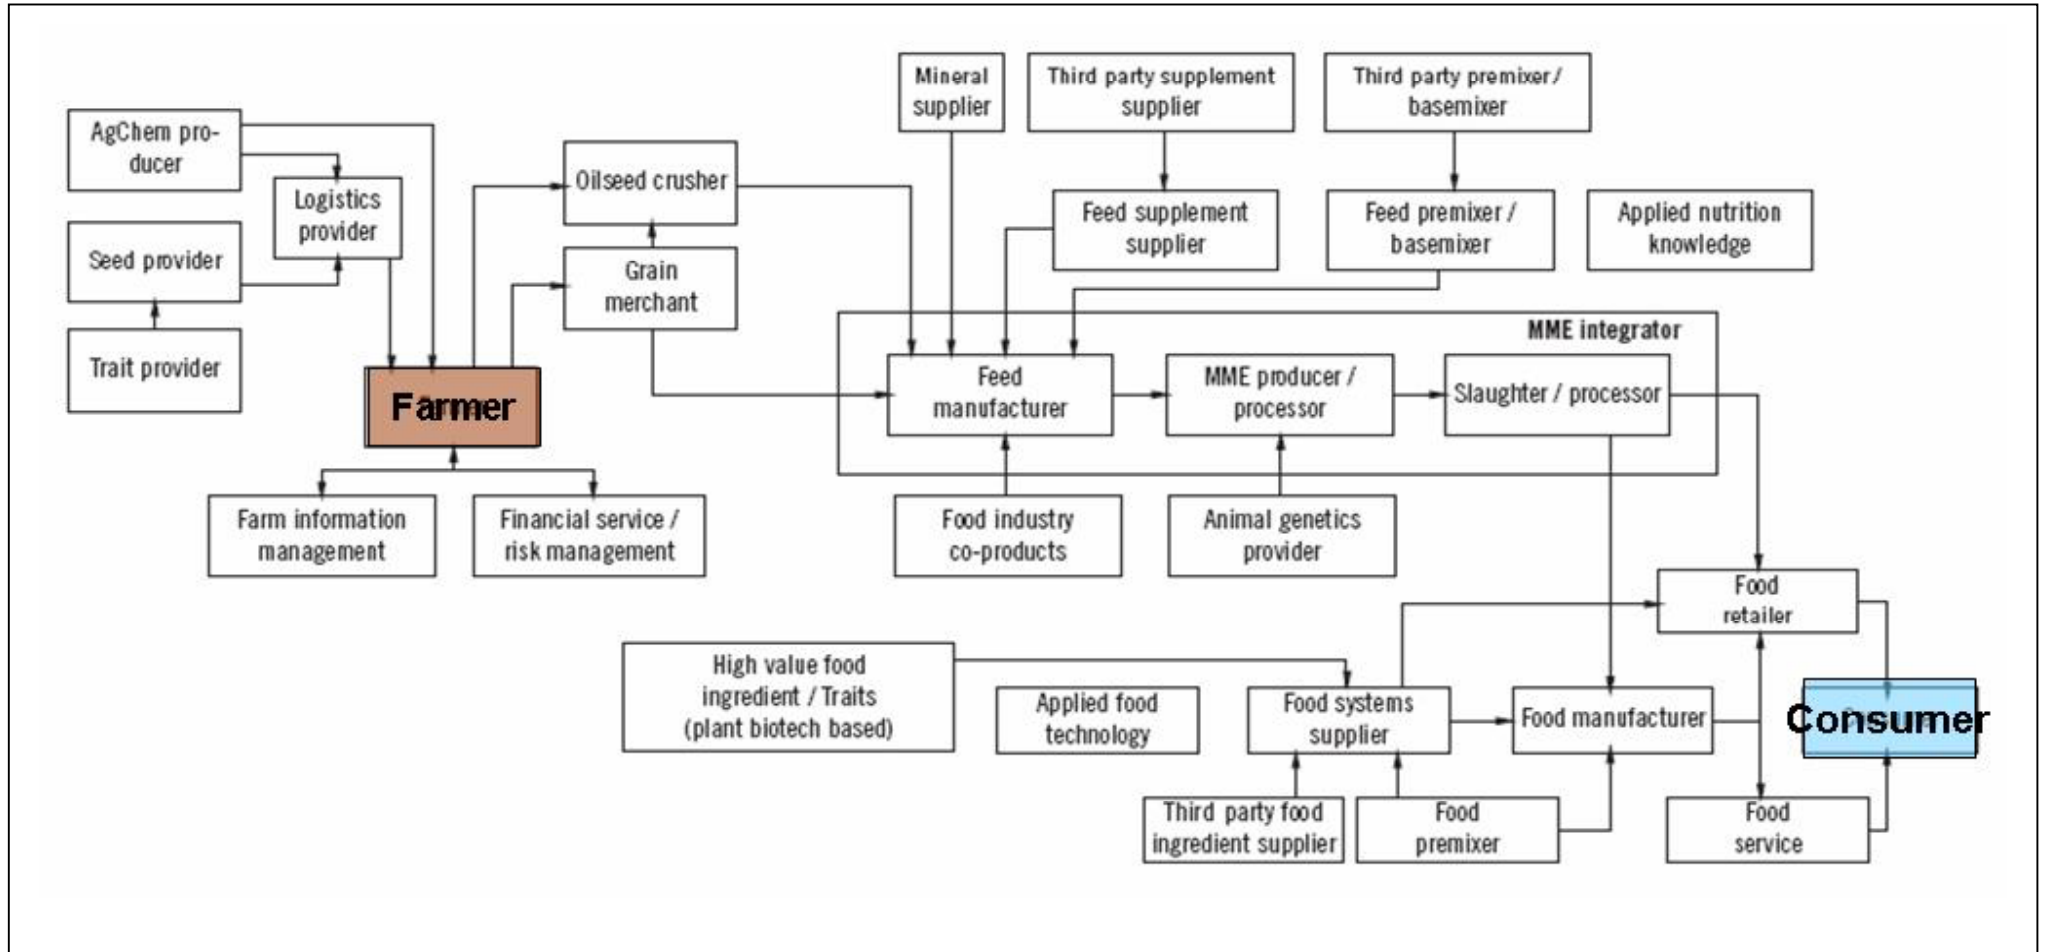 Mineral
supplier
Third party supplement
supplier
Third party premixer/
basemixer
AgChem pro-
ducer
Oilseed crusher
Logistics
provider
Feed supplement
supplier
Feed premixer /
basemixer
Applied nutrition
knowledge
Seed provider
Grain
merchant
MME integrator
Trait provider
Farmer
Feed
manufacturer
MME producer /
processor
Slaughter / processor
Farm information
management
Financial service /
risk management
Food industry
co-products
Animal genetics
provider
Food
retailer
High value food
ingredient / Traits
(plant biotech based)
Applied food
technology
Food systems
supplier
Food manufacturer
Consumer
Third party food
ingredient supplier
Food
premixer
Food
service